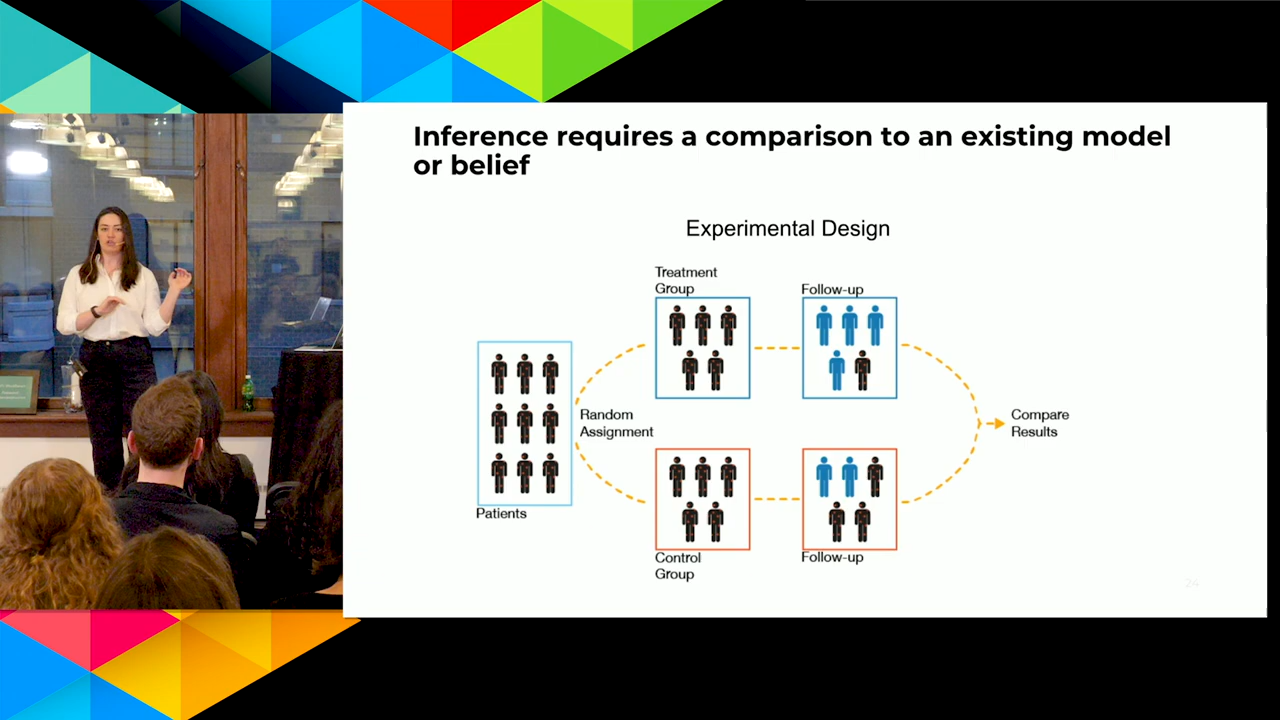 Inference requires a comparison to an existing model
or belief
Experimental Design
Treatment
Group
Follow-up
Random
Assignment
Compare
Results
Patients
Control
Group
Follow-up
24